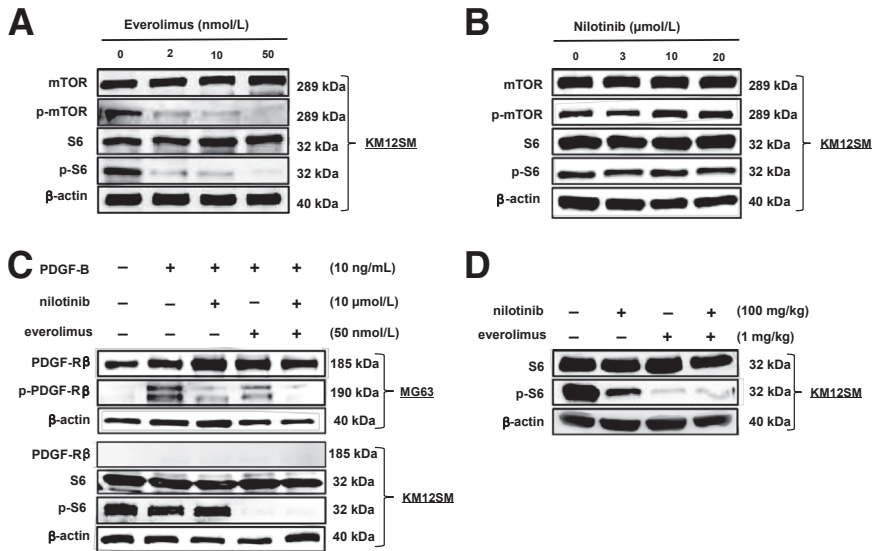 A
Everolimus (nmol/L)
0 2 10 50
mTOR 289 kDa
p-mTOR 289 kDa
S6 32 kDa
p-S6 32 kDa
β-actin 40 kDa
KM12SM
B
Nilotinib (µmol/L)
0 3 10 20
mTOR 289 kDa
p-mTOR 289 kDa
S6 32 kDa
p-S6 32 kDa
β-actin 40 kDa
KM12SM
C
PDGF-B – + + + + (10 ng/mL)
nilotinib – – + – + (10 µmol/L)
everolimus – – – + + (50 nmol/L)
PDGF-Rβ 185 kDa
p-PDGF-Rβ 190 kDa
β-actin 40 kDa
MG63
PDGF-Rβ 185 kDa
S6 32 kDa
p-S6 32 kDa
β-actin 40 kDa
KM12SM
D
nilotinib – + – + (100 mg/kg)
everolimus – – + + (1 mg/kg)
S6 32 kDa
p-S6 32 kDa
β-actin 40 kDa
KM12SM